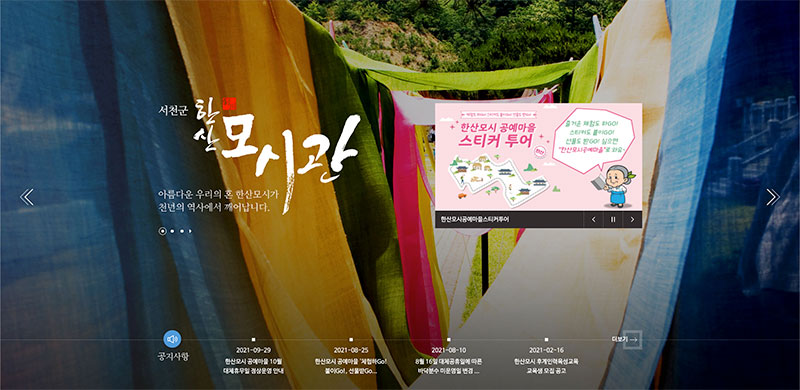 서천군
한산
모시관
아름다운 우리의 혼 한산모시가
천년의 역사에서 깨어납니다.
한산모시 공예마을
스티커 투어
즐거운 체험도 하GO!
스티커도 붙이GO!
선물도 받GO! 싶으면
"한산모시공예마을"로 와유~
한산모시공예마을스티커투어
공지사항
2021-09-29
한산모시 공예마을 10월
대체휴무일 정상운영 안내
2021-08-25
한산모시 공예마을 '체험하Go!
붙이Go!, 선물받Go...
2021-08-10
8월 16일 대체공휴일에 따른
바닥분수 미운영일 변경 ...
2021-02-16
한산모시 후계인력육성교육
교육생 모집 공고
더보기